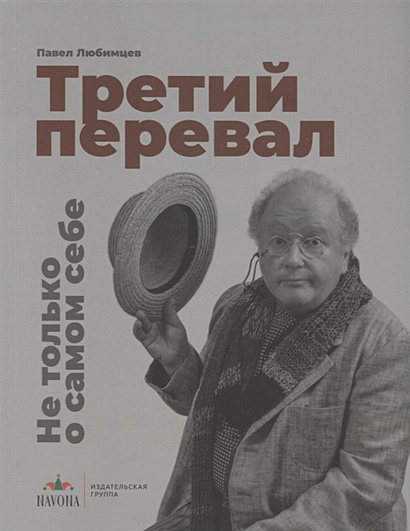 Павел Любимцев
Третий
перевал
Не только
о самом себе
NAVONA
ИЗДАТЕЛЬСКАЯ
ГРУППА